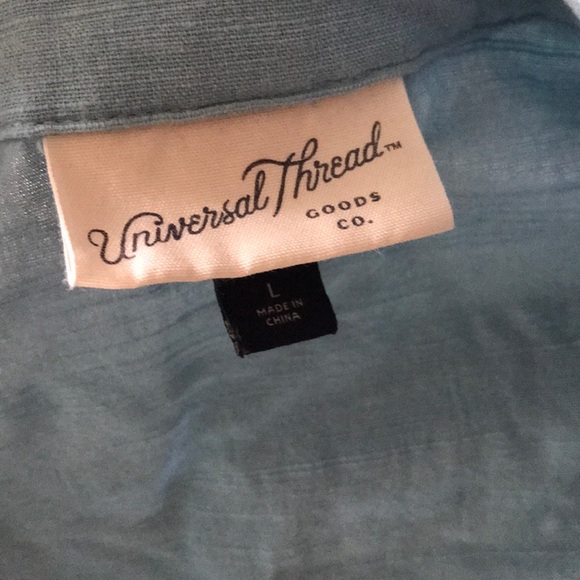 Universal Thread™
GOODS
CO.
L
MADE IN
CHINA